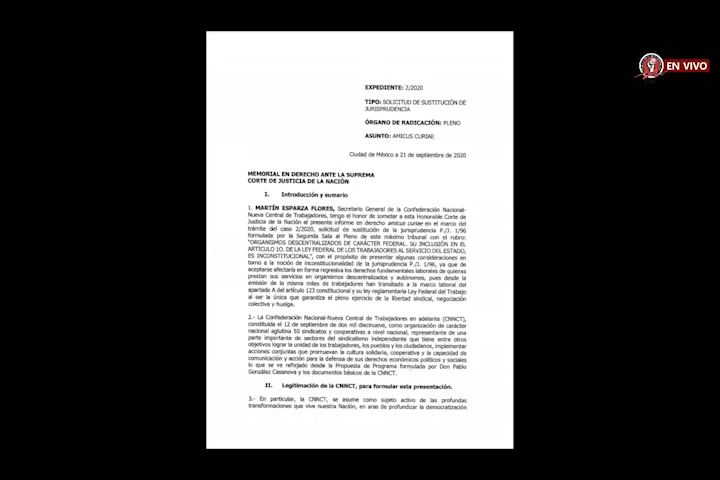 EN VIVO
EXPEDIENTE: 2/2020
TIPO: SOLICITUD DE SUSTITUCIÓN DE
JURISPRUDENCIA
ÓRGANO DE RADICACIÓN: PLENO
ASUNTO: AMICUS CURIAE
Ciudad de México a 21 de septiembre de 2020
MEMORIAL EN DERECHO ANTE LA SUPREMA
CORTE DE JUSTICIA DE LA NACIÓN
I. Introducción y sumario
1. MARTÍN ESPARZA FLORES, Secretario General de la Confederación Nacional-
Nueva Central de Trabajadores, tengo el honor de someter a esta Honorable Corte de
Justicia de la Nación el presente informe en derecho amicus curiae en el marco del
trámite del caso 2/2020, solicitud de sustitución de la jurisprudencia P./J. 1/96
formulada por la Segunda Sala al Pleno de este máximo tribunal con el rubro:
"ORGANISMOS DESCENTRALIZADOS DE CARÁCTER FEDERAL. SU INCLUSIÓN EN EL
ARTÍCULO 1O. DE LA LEY FEDERAL DE LOS TRABAJADORES AL SERVICIO DEL ESTADO,
ES INCONSTITUCIONAL", con el propósito de presentar algunas consideraciones en
torno a la noción de inconstitucionalidad de la jurisprudencia P./J. 1/96, ya que de
aceptarse afectaría en forma regresiva los derechos fundamentales laborales de quienes
prestan sus servicios en organismos descentralizados y autónomos, pues desde la
emisión de la misma miles de trabajadores han transitado a la marco laboral del
apartado A del artículo 123 constitucional y su ley reglamentaria Ley Federal del Trabajo
al ser la única que garantiza el pleno ejercicio de la libertad sindical, negociación
colectiva y huelga.
2.- La Confederación Nacional-Nueva Central de Trabajadores en adelante (CNNCT),
constituida el 12 de septiembre de dos mil diecinueve, como organización de carácter
nacional aglutina 50 sindicatos y cooperativas a nivel nacional, representante de una
parte importante de sectores del sindicalismo independiente que tiene entre otros
objetivos lograr la unidad de los trabajadores, los pueblos y los ciudadanos, implementar
acciones conjuntas que promuevan la cultura solidaria, cooperativa y la capacidad de
comunicación y acción para la defensa de sus derechos económicos, políticos y sociales
lo que se ve reflejado desde la Propuesta de Programa formulada por Don Pablo
González Casanova y los documentos básicos de la CNNCT.
II. Legitimación de la CNNCT, para formular esta presentación.
3.- En particular, la CNNCT, se asume como sujeto activo de las profundas
transformaciones que vive nuestra Nación, en aras de profundizar la democratización